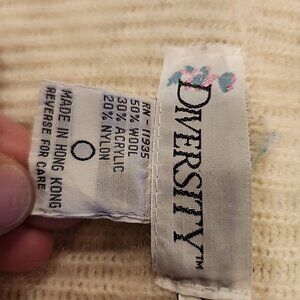 DIVERSITY™
RN-11935
50% WOOL
30% ACRYLIC
20% NYLON
MADE IN HONG KONG
REVERSE FOR CARE